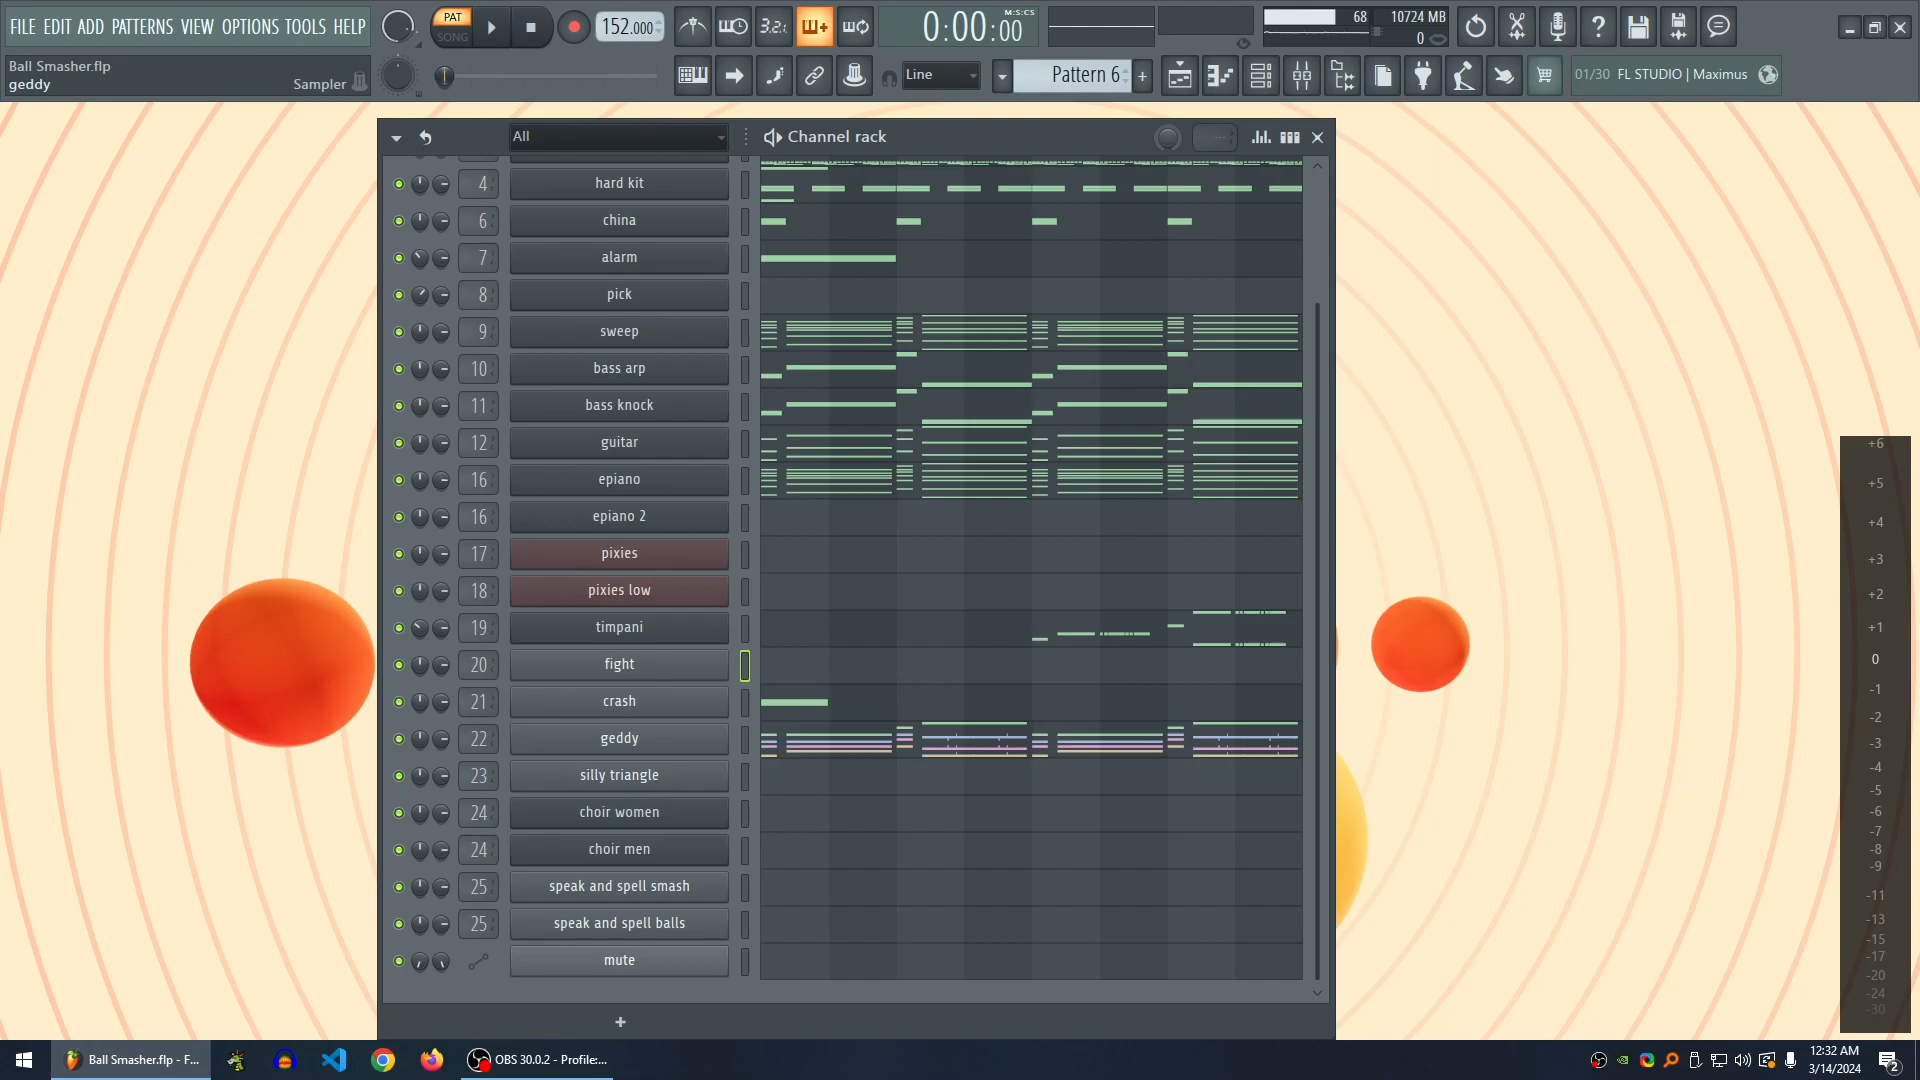 FILE EDIT ADD PATTERNS VIEW OPTIONS TOOLS HELP
PAT
SONG
152.000
3.2.
0:00:00
M:S:CS
68
10724 MB
0
Ball Smasher.flp
geddy
Sampler
Line
Pattern 6
+
01/30 FL STUDIO | Maximus
All
Channel rack
4 hard kit
6 china
7 alarm
8 pick
9 sweep
10 bass arp
11 bass knock
12 guitar
16 epiano
16 epiano 2
17 pixies
18 pixies low
19 timpani
20 fight
21 crash
22 geddy
23 silly triangle
24 choir women
24 choir men
25 speak and spell smash
25 speak and spell balls
mute
+
+6
+5
+4
+3
+2
+1
0
-1
-2
-3
-4
-5
-6
-7
-8
-9
-11
-13
-15
-17
-20
-24
-30
Ball Smasher.flp - F...
OBS 30.0.2 - Profile:...
12:32 AM
3/14/2024
2